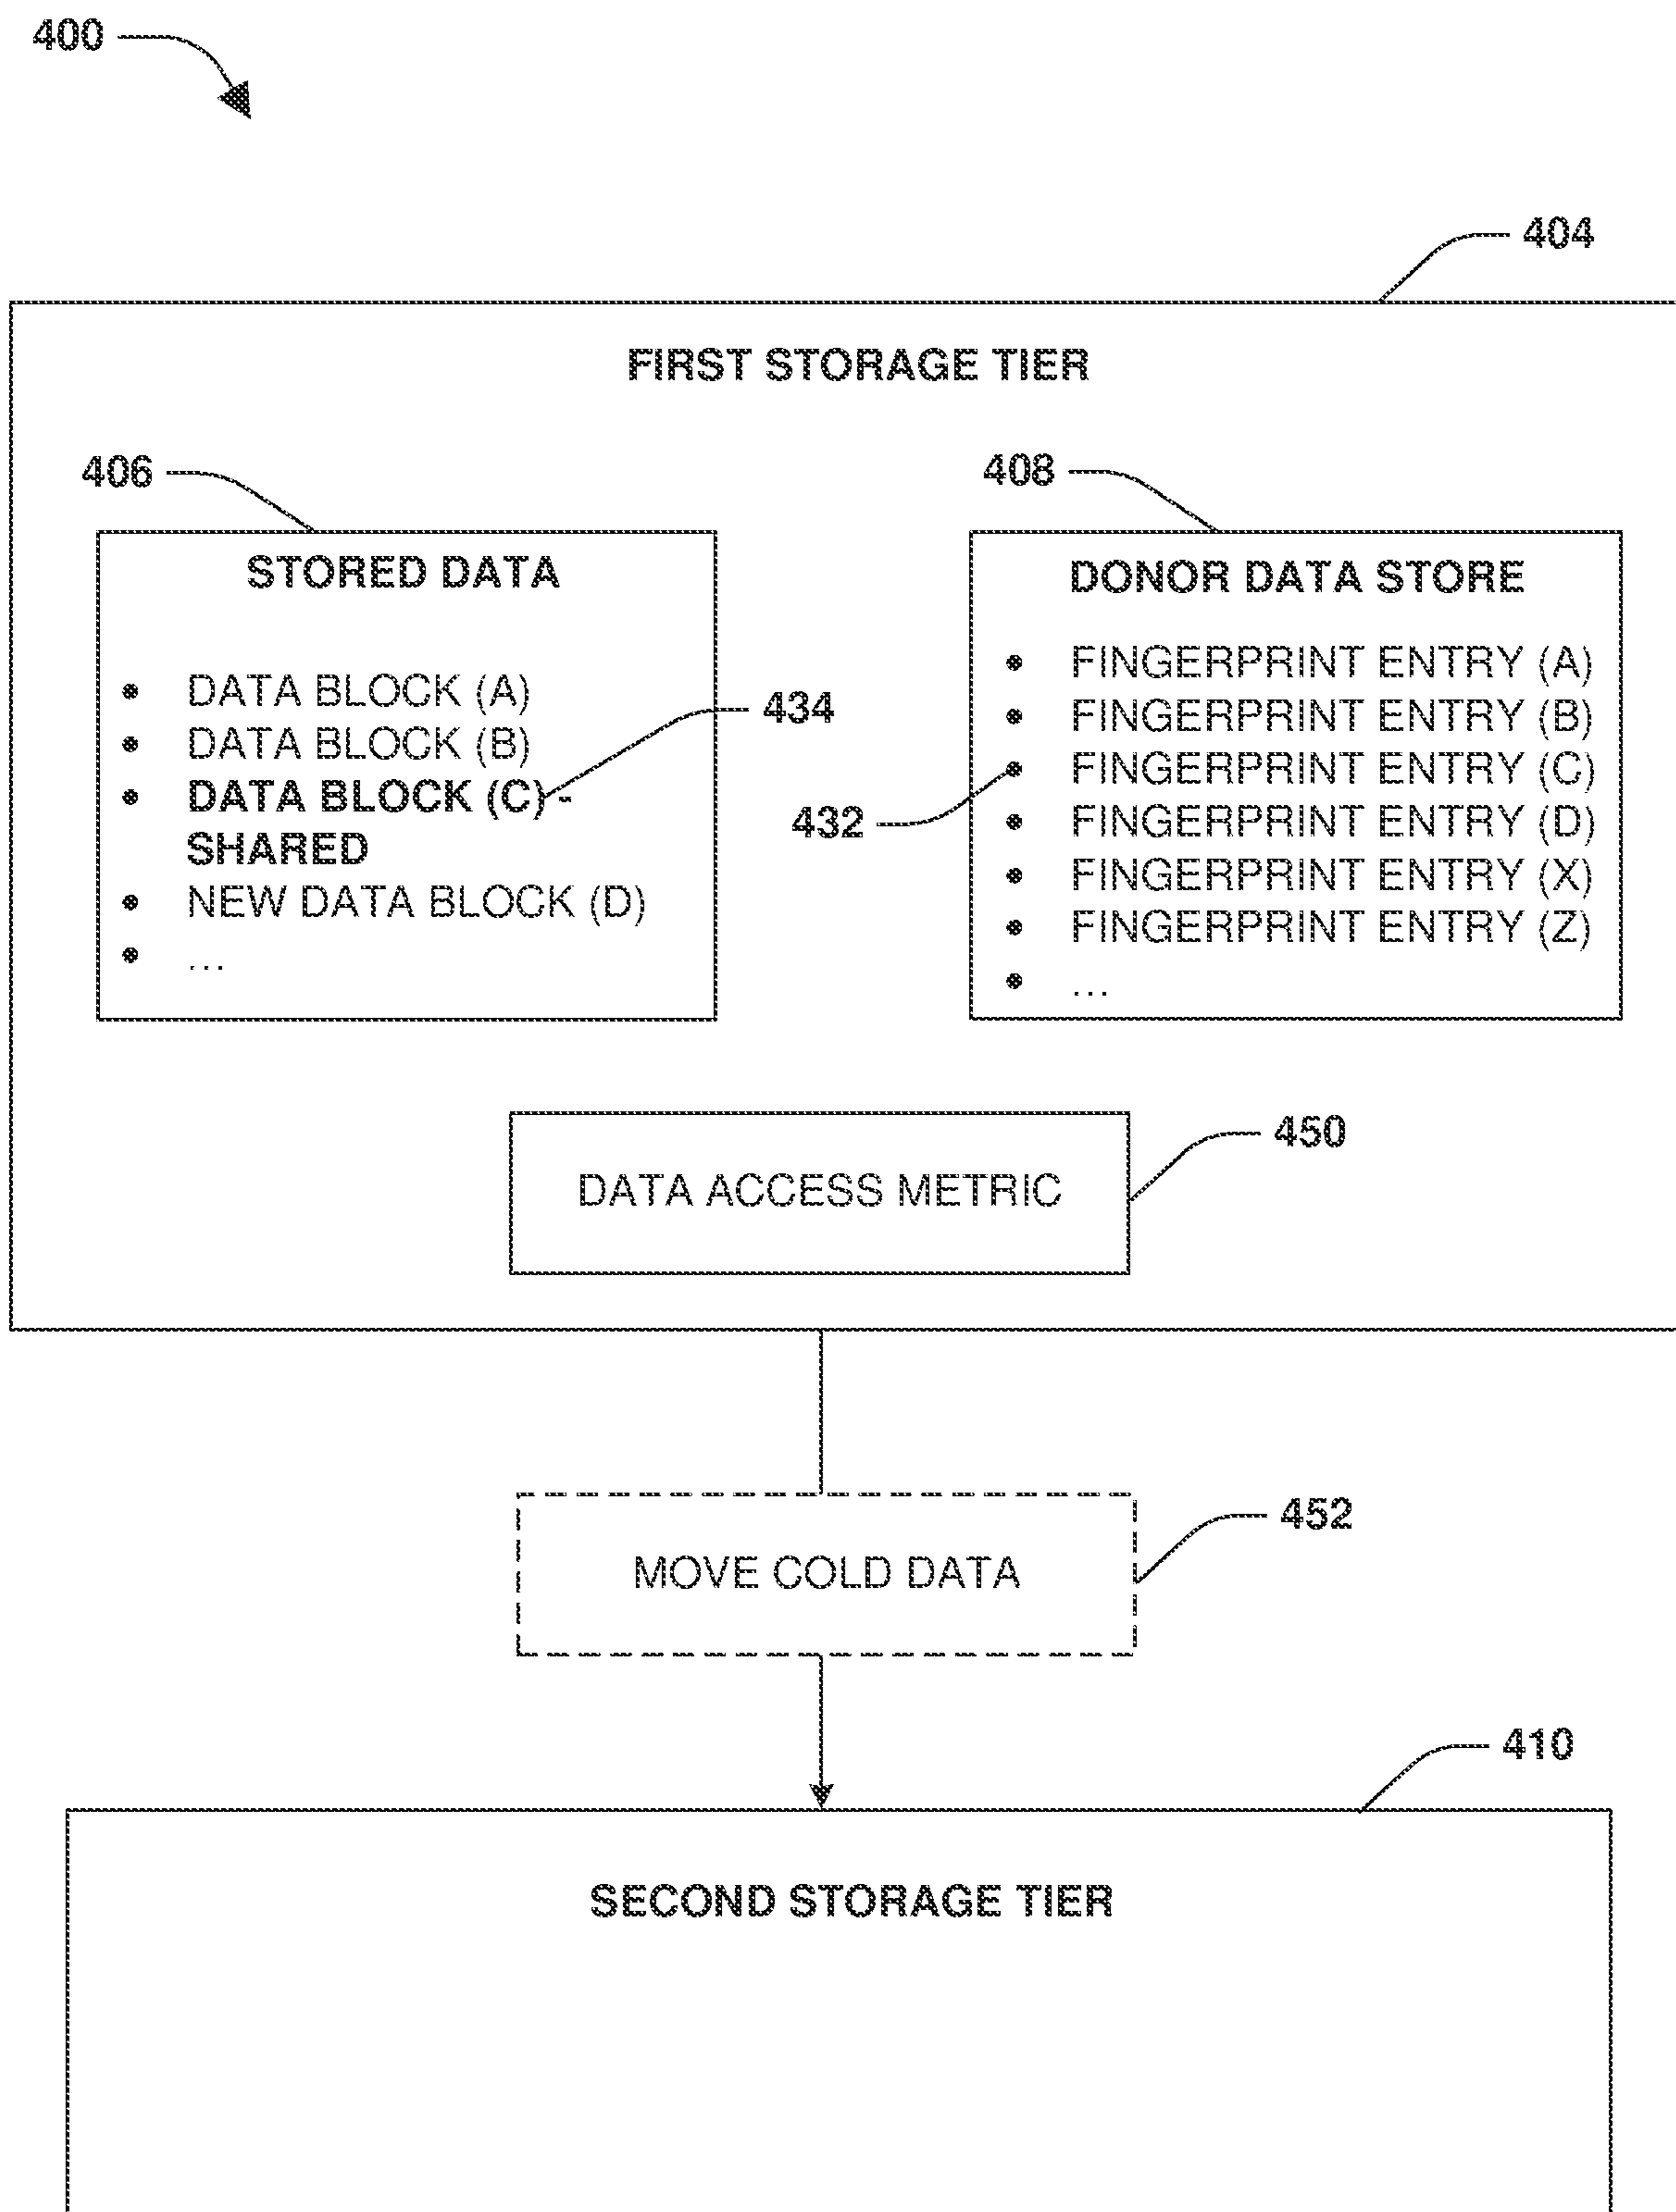 400
404
FIRST STORAGE TIER
406
408
STORED DATA
DONOR DATA STORE
• DATA BLOCK (A)
• DATA BLOCK (B)
• DATA BLOCK (C) -
SHARED
• NEW DATA BLOCK (D)
• ...
434
• FINGERPRINT ENTRY (A)
• FINGERPRINT ENTRY (B)
• FINGERPRINT ENTRY (C)
• FINGERPRINT ENTRY (D)
• FINGERPRINT ENTRY (X)
• FINGERPRINT ENTRY (Z)
• ...
432
DATA ACCESS METRIC
450
MOVE COLD DATA
452
410
SECOND STORAGE TIER